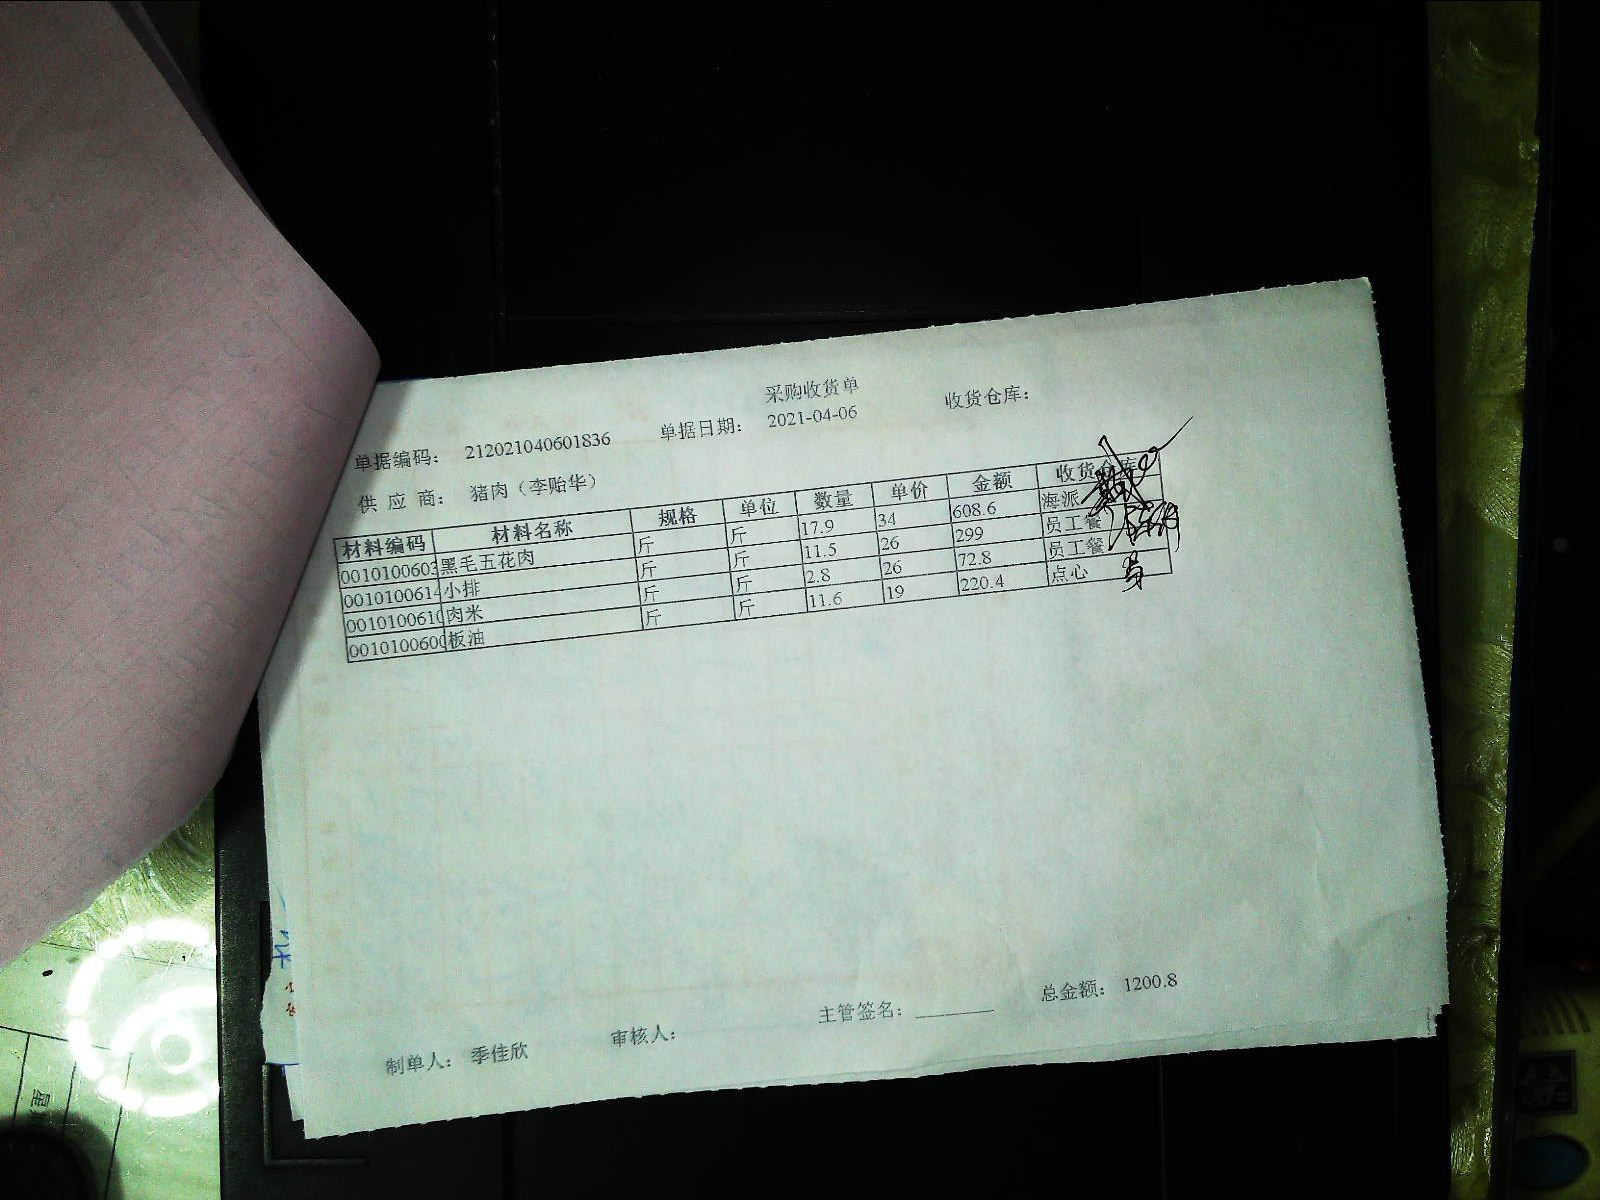 采购收货单
单据编码： 212021040601836 单据日期： 2021-04-06 收货仓库：
供 应 商： 猪肉（李贻华）
材料编码 材料名称 规格 单位 数量 单价 金额 收货仓库
001010060 黑毛五花肉 斤 斤 17.9 34 608.6 海派
001010061 小排 斤 斤 11.5 26 299 员工餐
001010061 肉米 斤 斤 2.8 26 72.8 员工餐
001010060 板油 斤 斤 11.6 19 220.4 点心
制单人： 季佳欣 审核人： 主管签名： 总金额： 1200.8